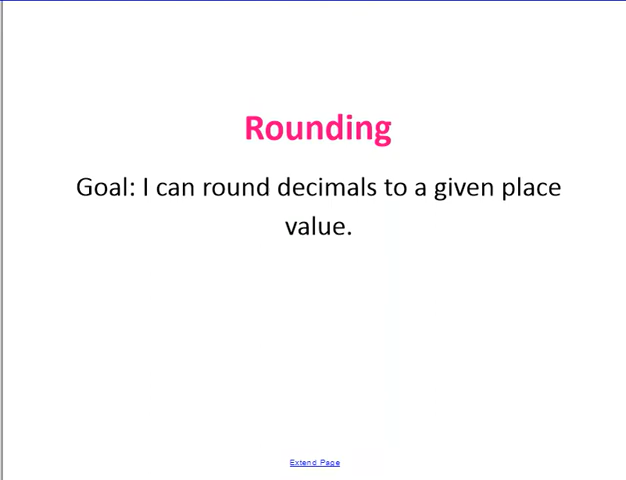 Rounding
Goal: I can round decimals to a given place
value.
Extend Page